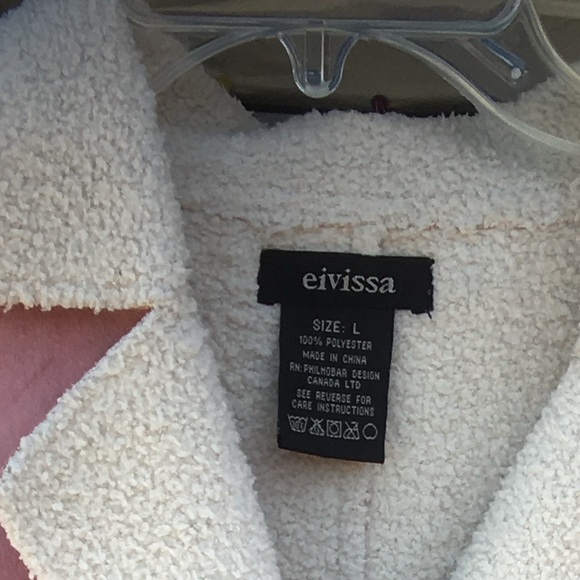 eivissa
SIZE: L
100% POLYESTER
MADE IN CHINA
RN: PHILMOBAR DESIGN
CANADA LTD
SEE REVERSE FOR
CARE INSTRUCTIONS